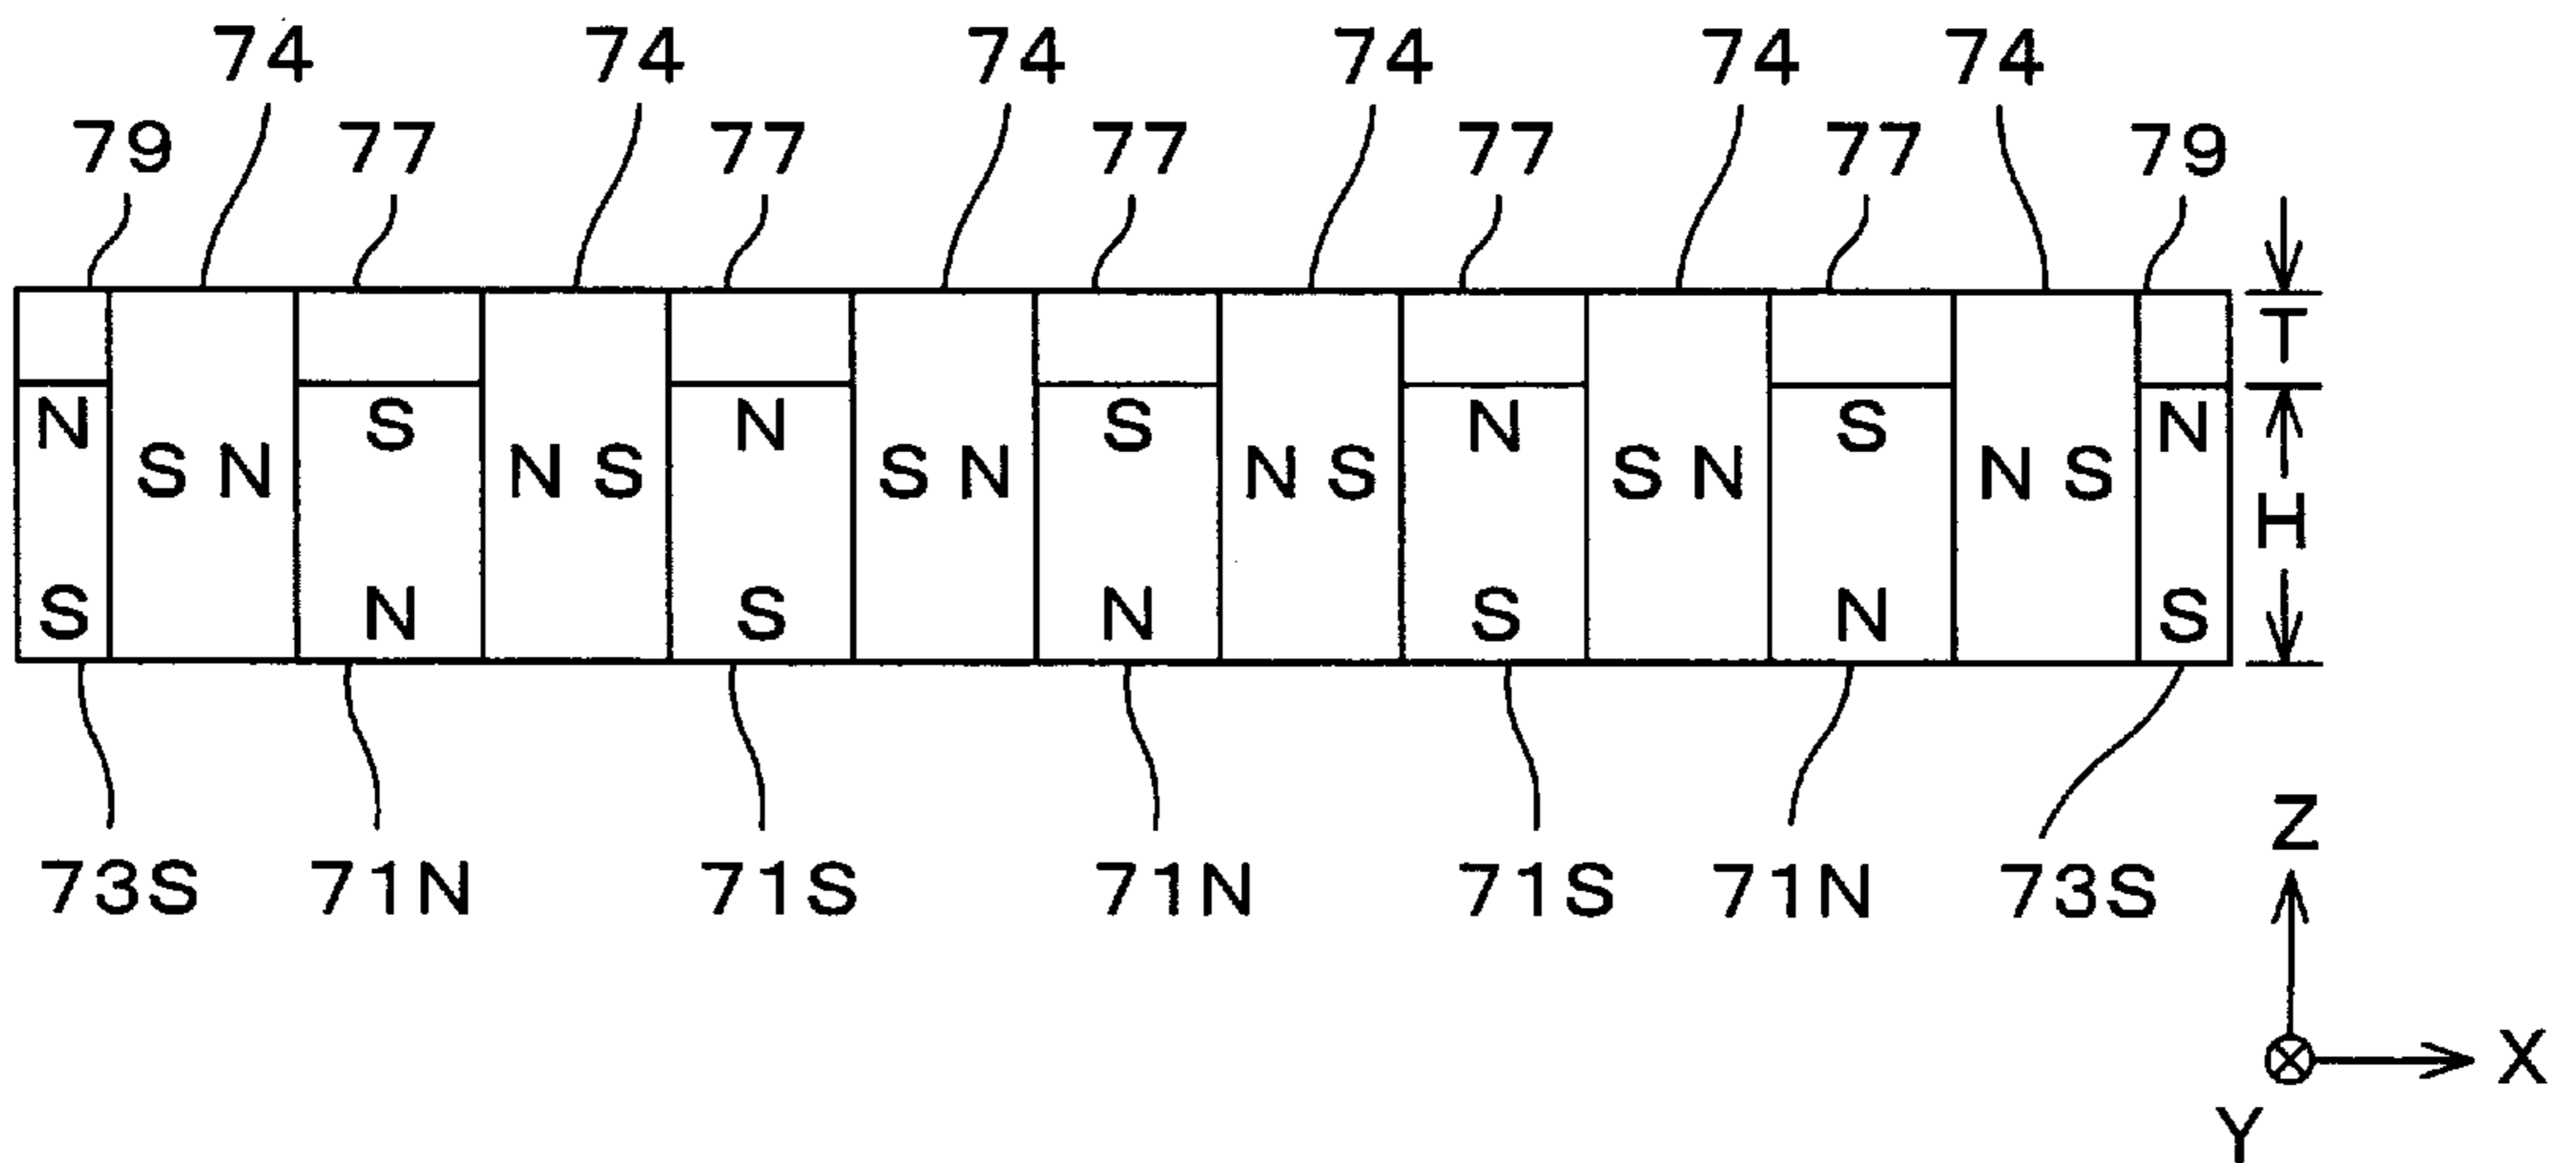 74 74 74 74 74 74
79 77 77 77 77 77 79
T
N S N S N S N
S N N S S N N S S N N S
H
S N S N S N S
Z
73S 71N 71S 71N 71S 71N 73S
X
Y